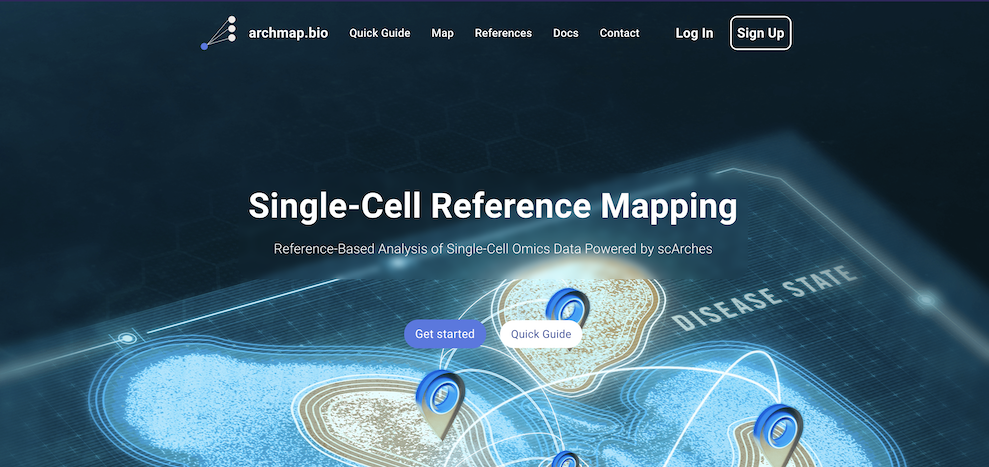 archmap.bio Quick Guide Map References Docs Contact Log In Sign Up
Single-Cell Reference Mapping
Reference-Based Analysis of Single-Cell Omics Data Powered by scArches
DISEASE STATE
Get started Quick Guide